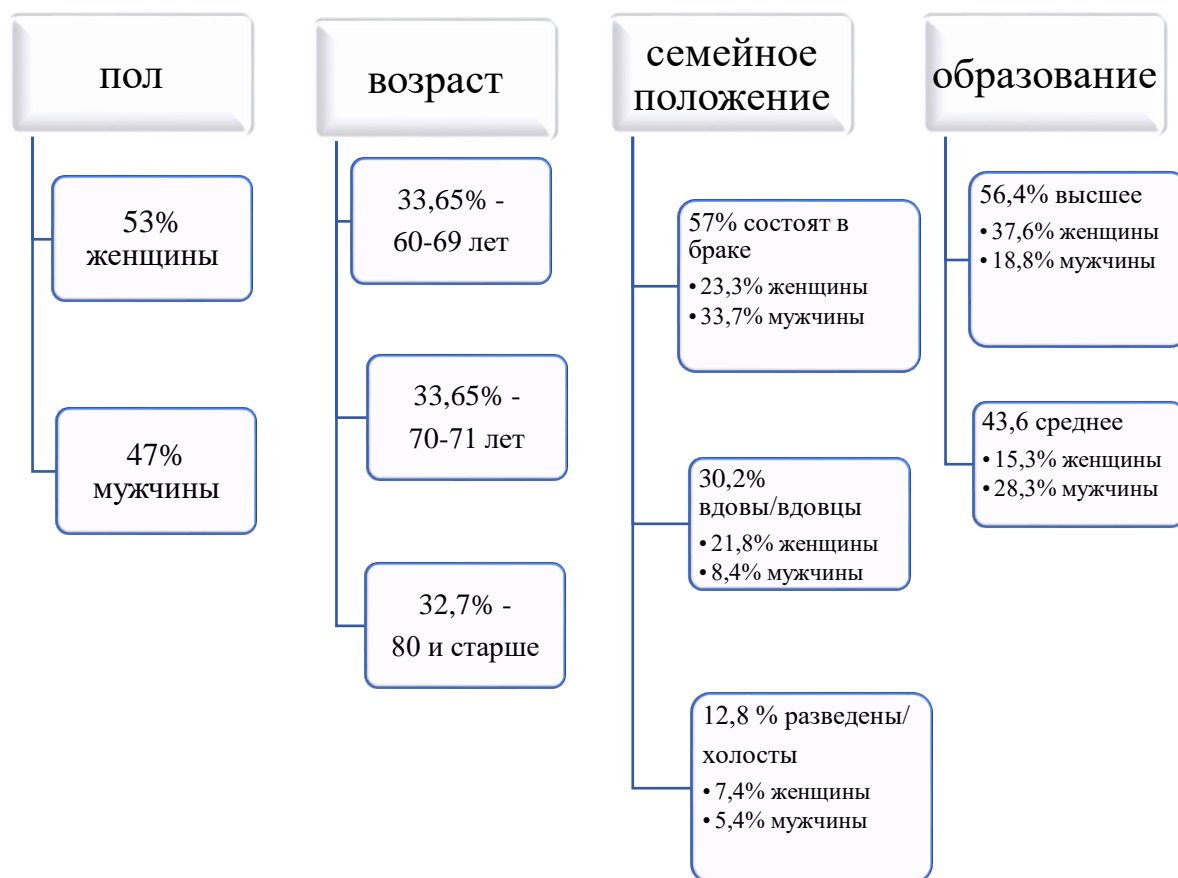 пол
53%
женщины
47%
мужчины
возраст
33,65% -
60-69 лет
33,65% -
70-71 лет
32,7% -
80 и старше
семейное
положение
57% состоят в
браке
• 23,3% женщины
• 33,7% мужчины
30,2%
вдовы/вдовцы
• 21,8% женщины
• 8,4% мужчины
12,8 % разведены/
холосты
• 7,4% женщины
• 5,4% мужчины
образование
56,4% высшее
• 37,6% женщины
• 18,8% мужчины
43,6 среднее
• 15,3% женщины
• 28,3% мужчины